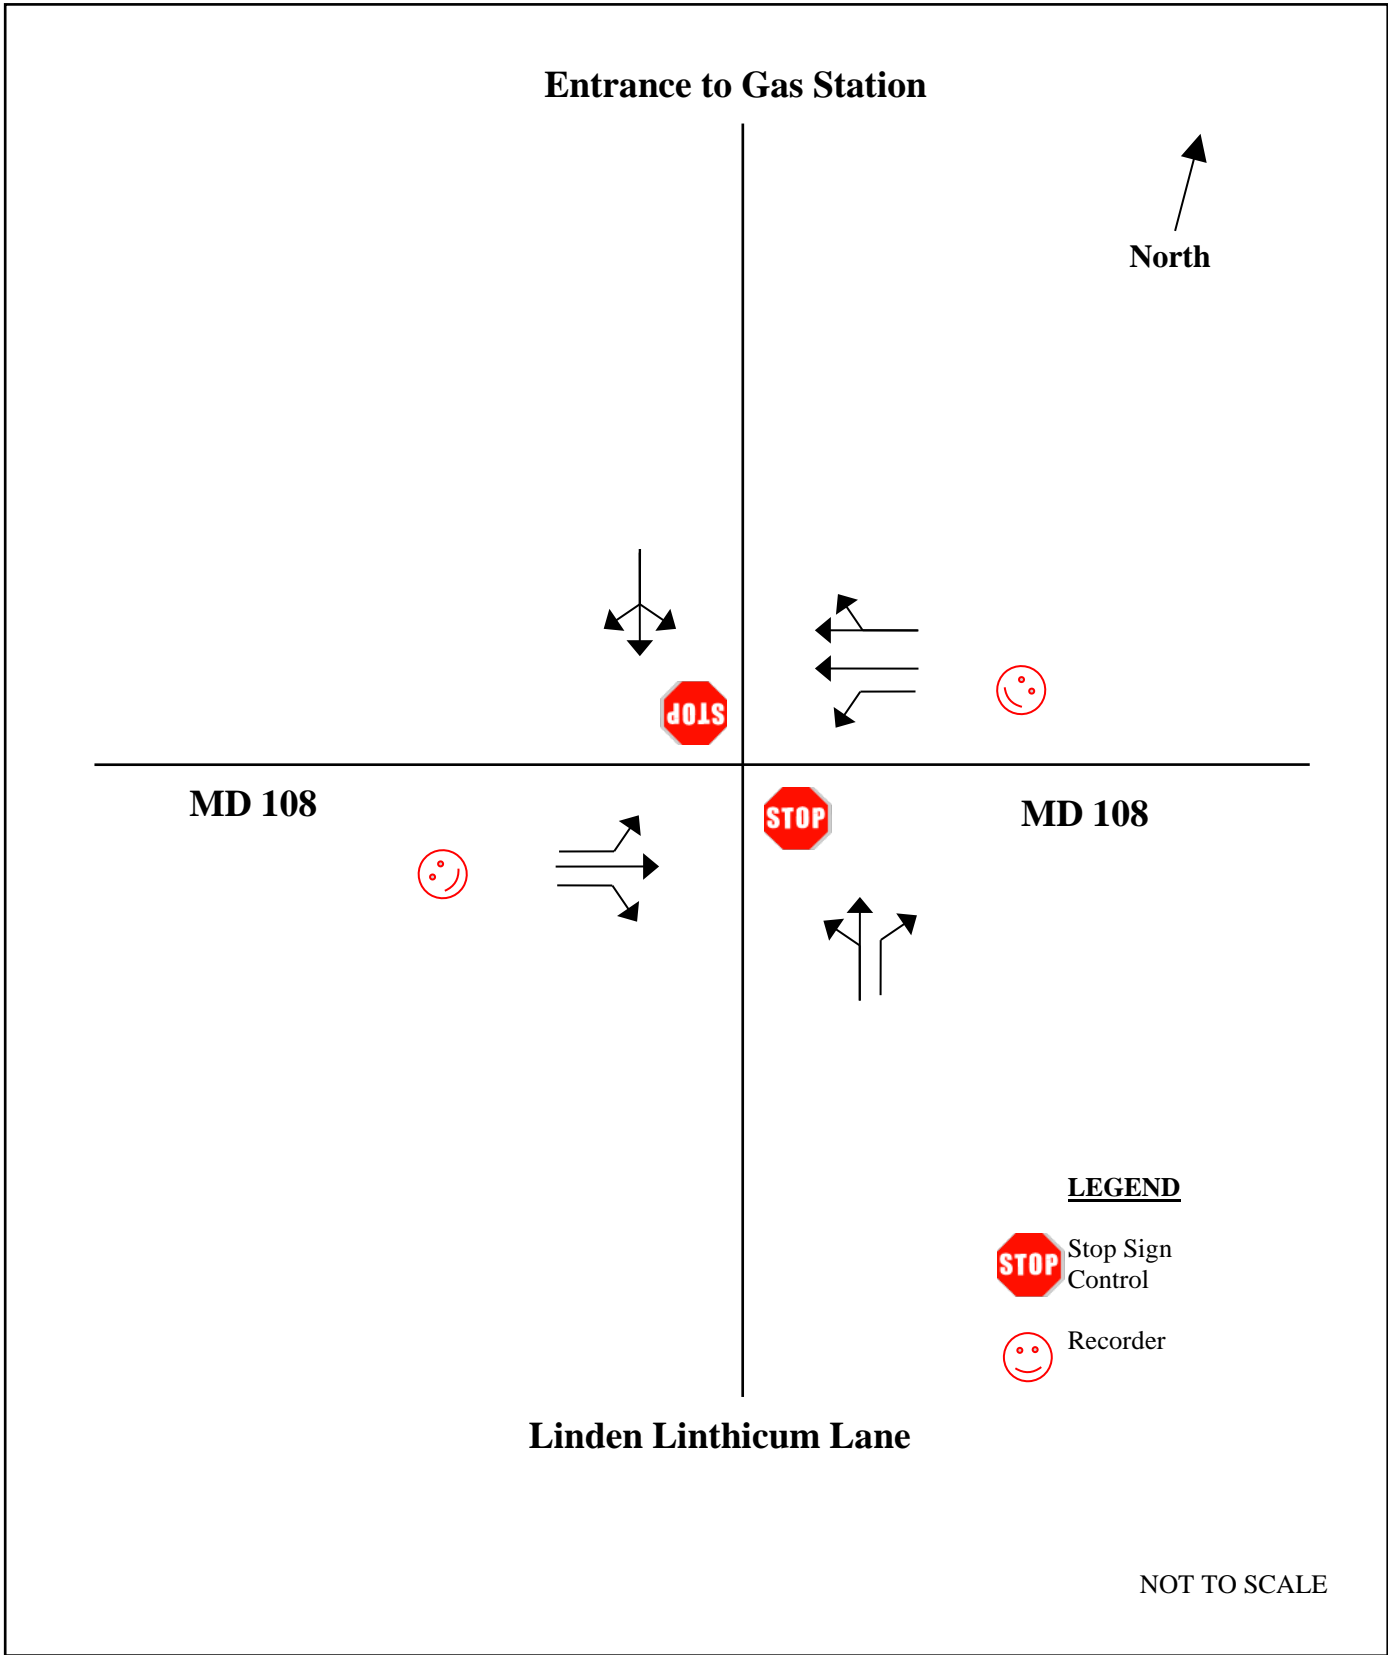 Entrance to Gas Station
North
STOP
MD 108
STOP
MD 108
LEGEND
STOP
Stop Sign
Control
Recorder
Linden Linthicum Lane
NOT TO SCALE